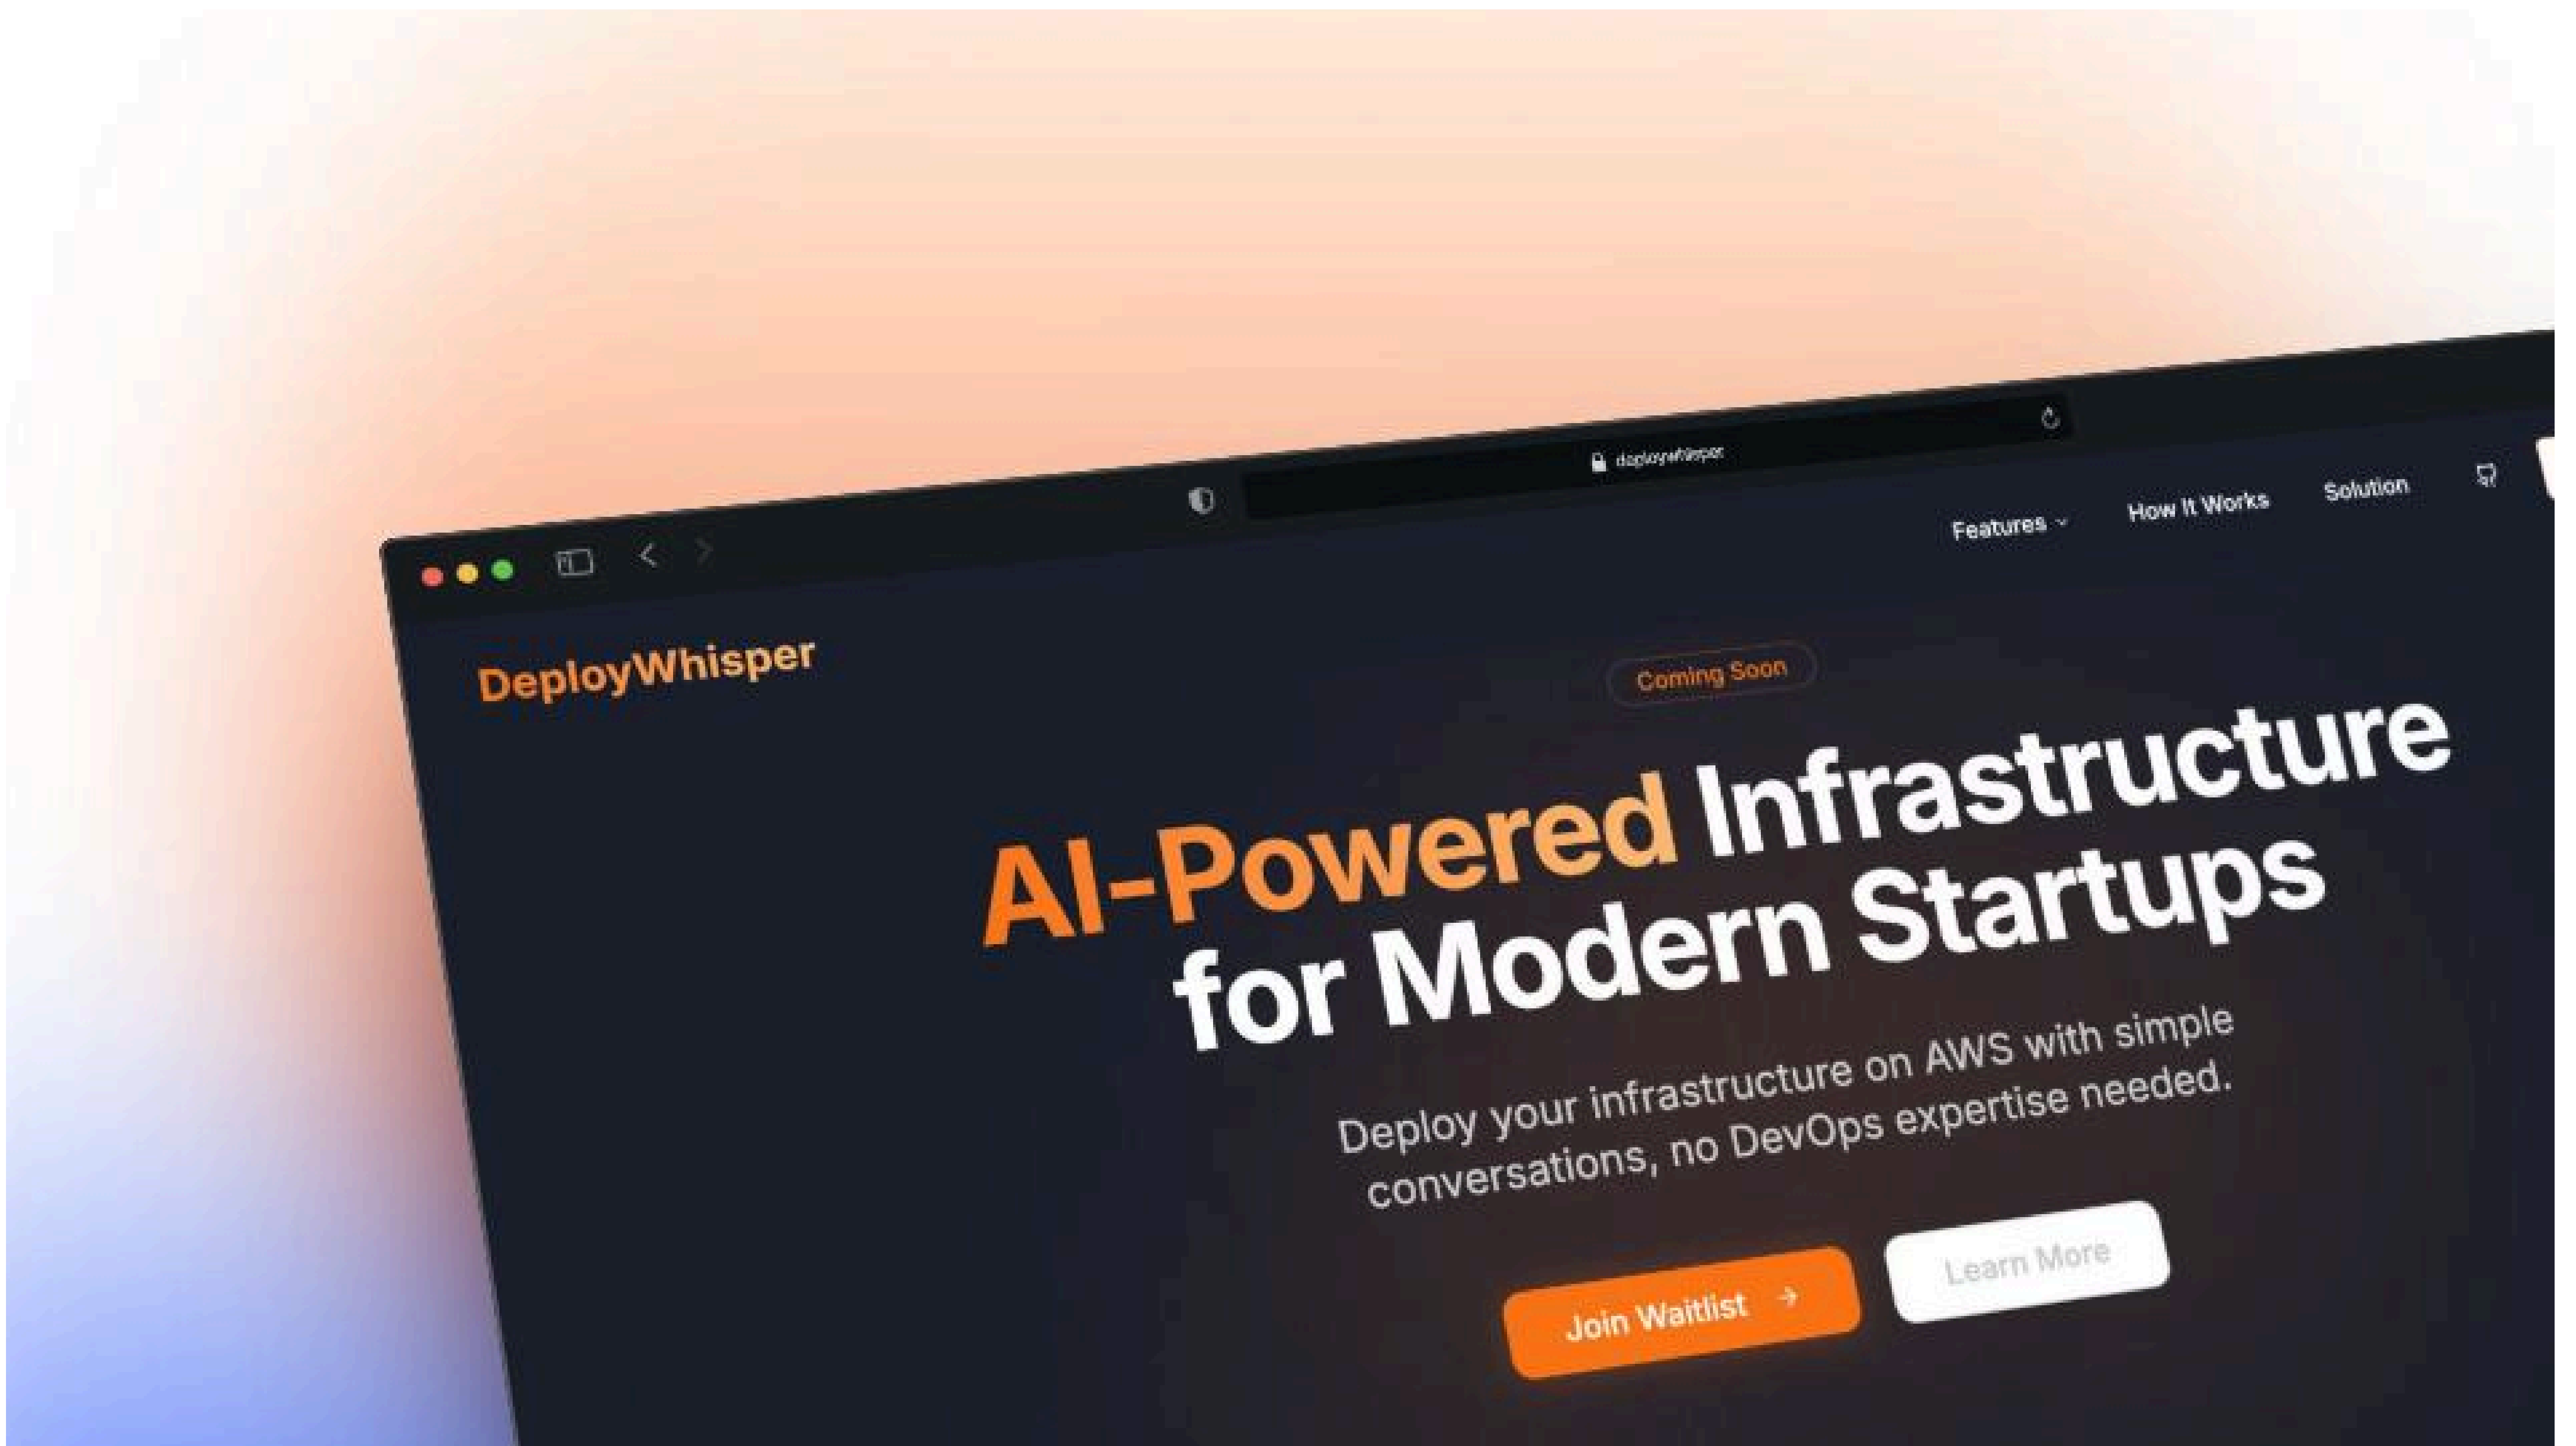 deploywhisper
Features
How It Works
Solution
DeployWhisper
Coming Soon
AI-Powered Infrastructure
for Modern Startups
Deploy your infrastructure on AWS with simple
conversations, no DevOps expertise needed.
Join Waitlist →
Learn More